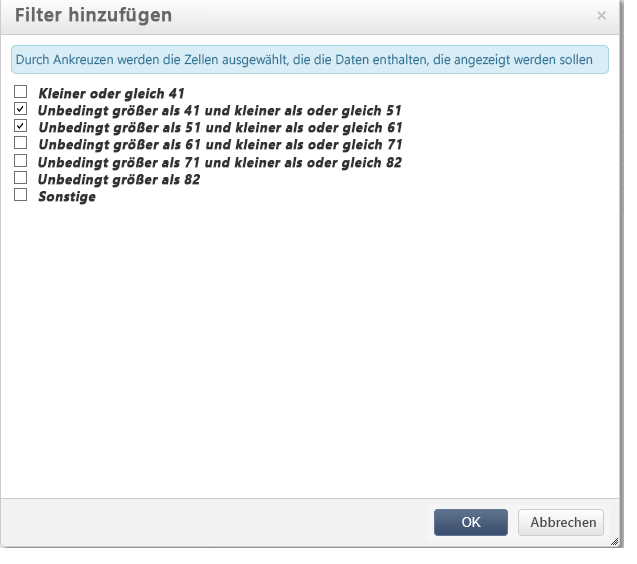 Filter hinzufügen
Durch Ankreuzen werden die Zellen ausgewählt, die die Daten enthalten, die angezeigt werden sollen
Kleiner oder gleich 41
Unbedingt größer als 41 und kleiner als oder gleich 51
Unbedingt größer als 51 und kleiner als oder gleich 61
Unbedingt größer als 61 und kleiner als oder gleich 71
Unbedingt größer als 71 und kleiner als oder gleich 82
Unbedingt größer als 82
Sonstige
OK Abbrechen